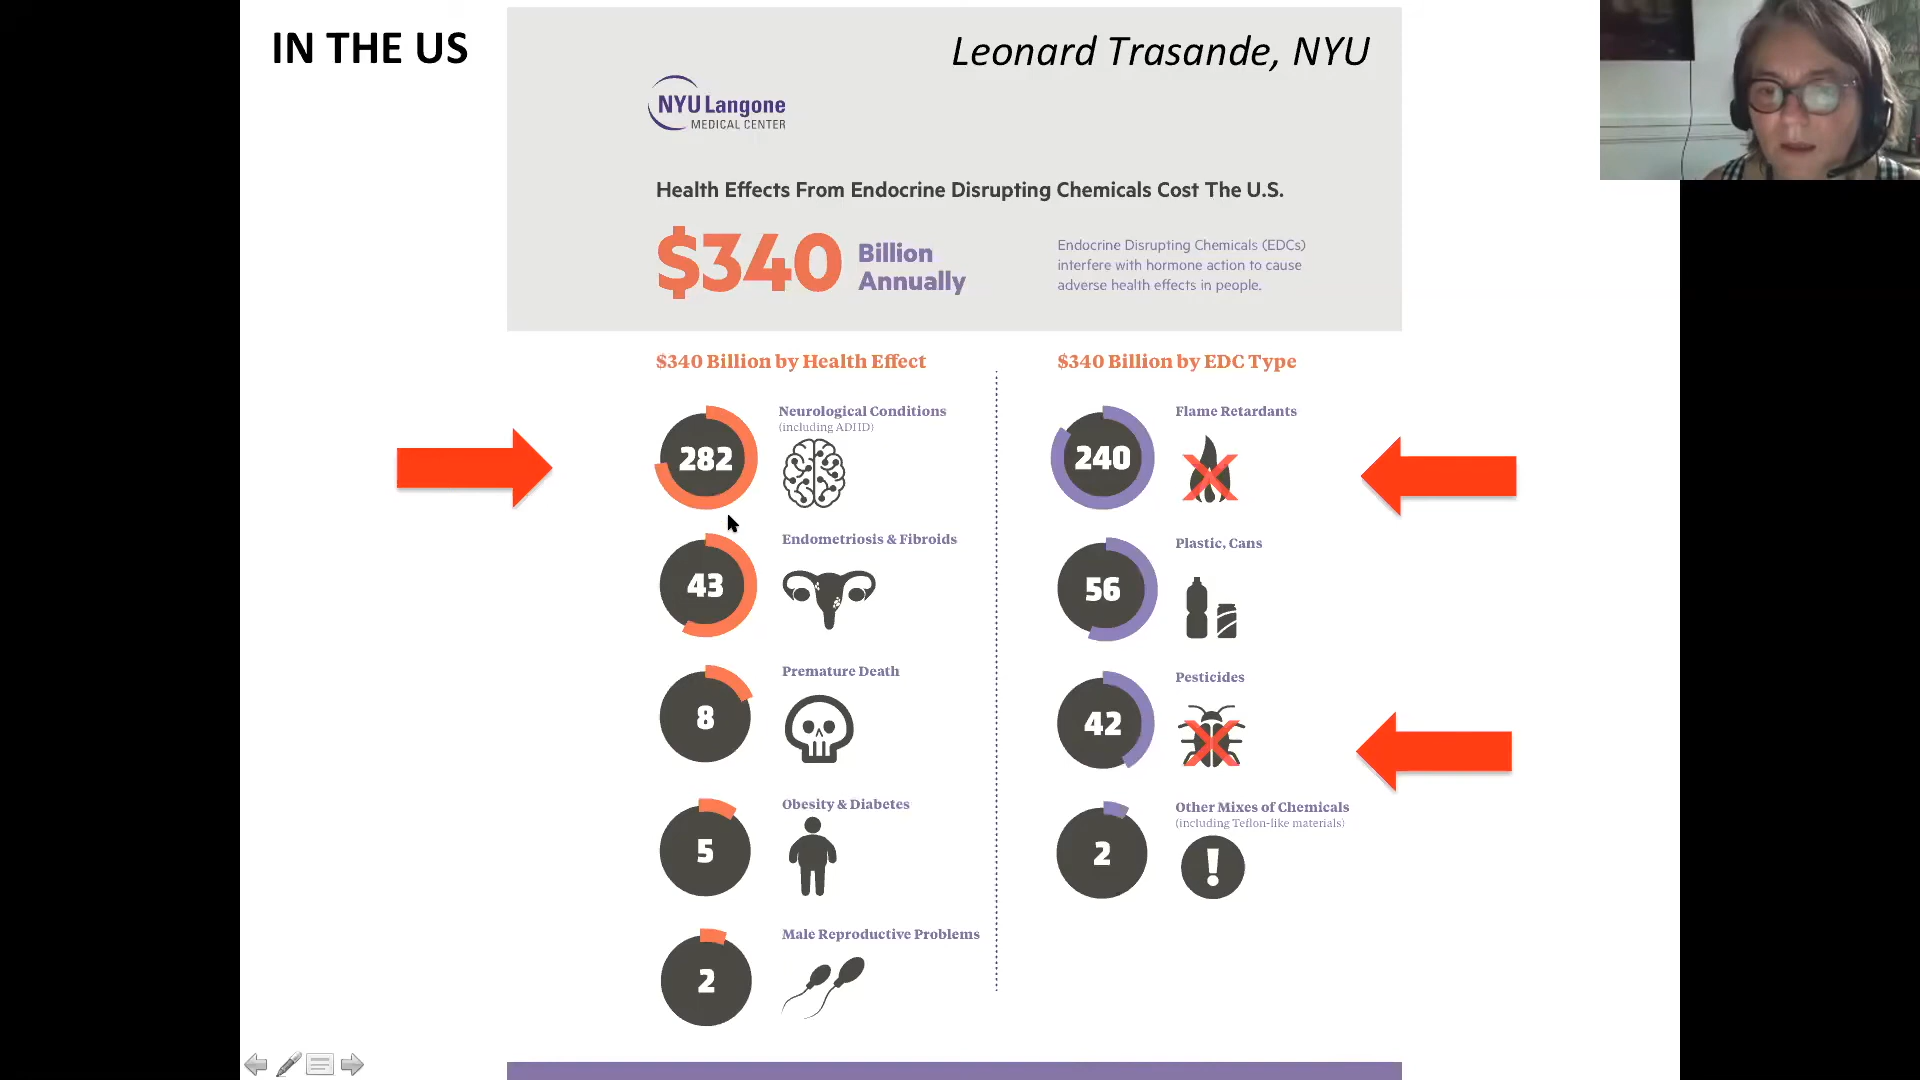 IN THE US
Leonard Trasande, NYU
NYU Langone
MEDICAL CENTER
Health Effects From Endocrine Disrupting Chemicals Cost The U.S.
$340
Billion
Annually
Endocrine Disrupting Chemicals (EDCs)
interfere with hormone action to cause
adverse health effects in people.
$340 Billion by Health Effect
282
Neurological Conditions
(including ADHD)
43
Endometriosis & Fibroids
8
Premature Death
5
Obesity & Diabetes
2
Male Reproductive Problems
$340 Billion by EDC Type
240
Flame Retardants
56
Plastic, Cans
42
Pesticides
2
Other Mixes of Chemicals
(including Teflon-like materials)
!